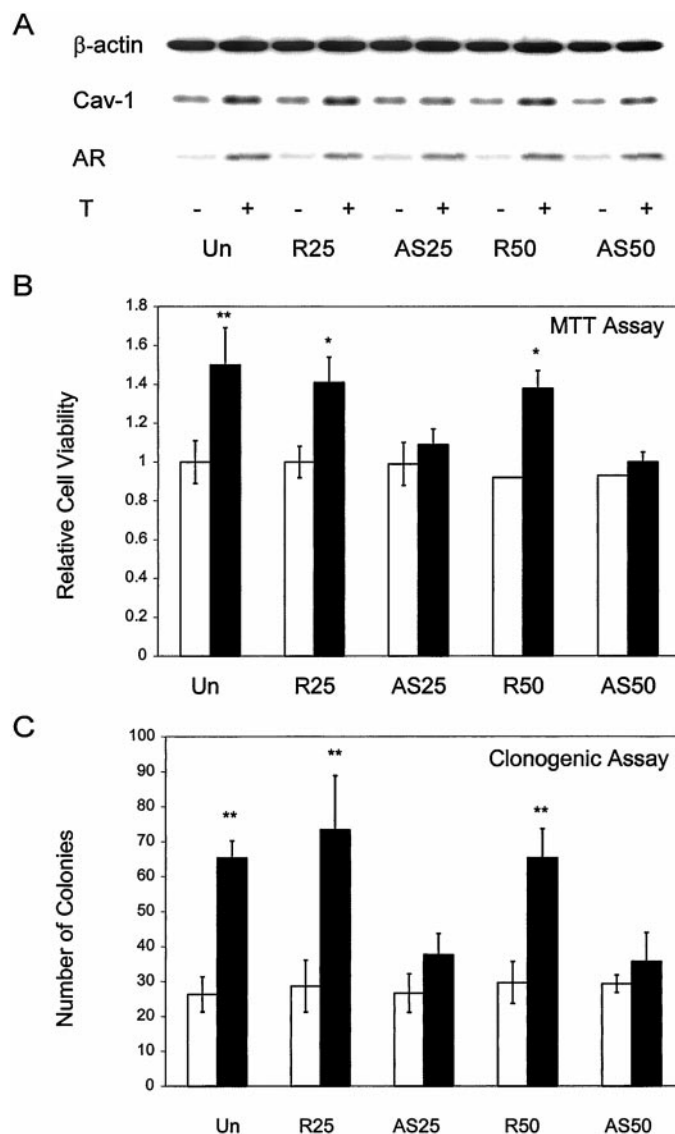 A
β-actin
Cav-1
AR
T - + - + - + - + - +
Un R25 AS25 R50 AS50
B
MTT Assay
Relative Cell Viability
1.8
1.6
1.4
1.2
1
0.8
0.6
0.4
0.2
0
** * *
Un R25 AS25 R50 AS50
C
Clonogenic Assay
Number of Colonies
100
90
80
70
60
50
40
30
20
10
0
** ** **
Un R25 AS25 R50 AS50